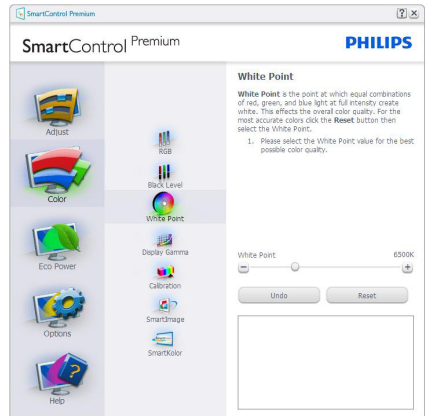 SmartControl Premium
SmartControl Premium
PHILIPS
Adjust
Color
Eco Power
Options
Help
RGB
Black Level
White Point
Display Gamma
Calibration
SmartImage
SmartKolor
White Point
White Point is the point at which equal combinations
of red, green, and blue light at full intensity create
white. This effects the overall color quality. For the
most accurate colors click the Reset button then
select the White Point.
1. Please select the White Point value for the best
possible color quality.
White Point 6500K
Undo Reset